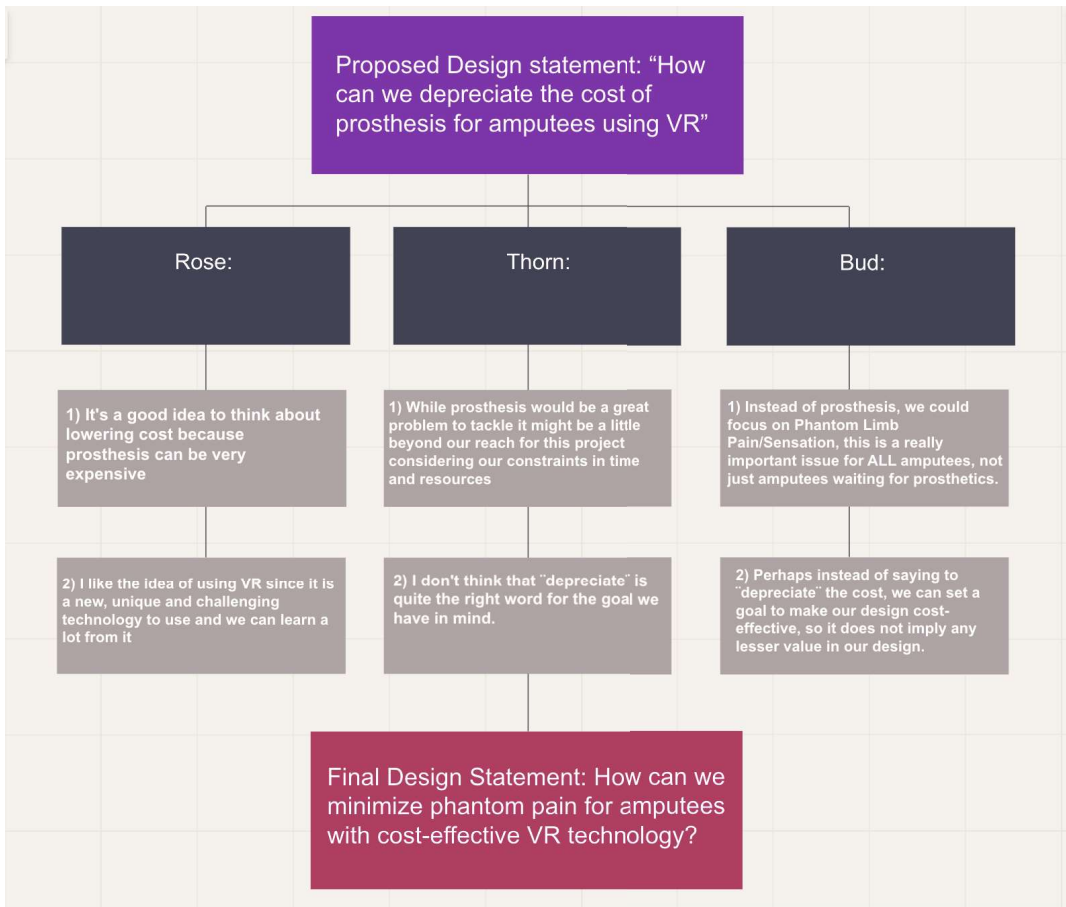 Proposed Design statement: “How
can we depreciate the cost of
prosthesis for amputees using VR”
Rose:
Thorn:
Bud:
1) It's a good idea to think about
lowering cost because
prosthesis can be very
expensive
1) While prosthesis would be a great
problem to tackle it might be a little
beyond our reach for this project
considering our constraints in time
and resources
1) Instead of prosthesis, we could
focus on Phantom Limb
Pain/Sensation, this is a really
important issue for ALL amputees, not
just amputees waiting for prosthetics.
2) I like the idea of using VR since it is
a new, unique and challenging
technology to use and we can learn a
lot from it
2) I don't think that ¨depreciate¨ is
quite the right word for the goal we
have in mind.
2) Perhaps instead of saying to
¨depreciate¨ the cost, we can set a
goal to make our design cost-
effective, so it does not imply any
lesser value in our design.
Final Design Statement: How can we
minimize phantom pain for amputees
with cost-effective VR technology?